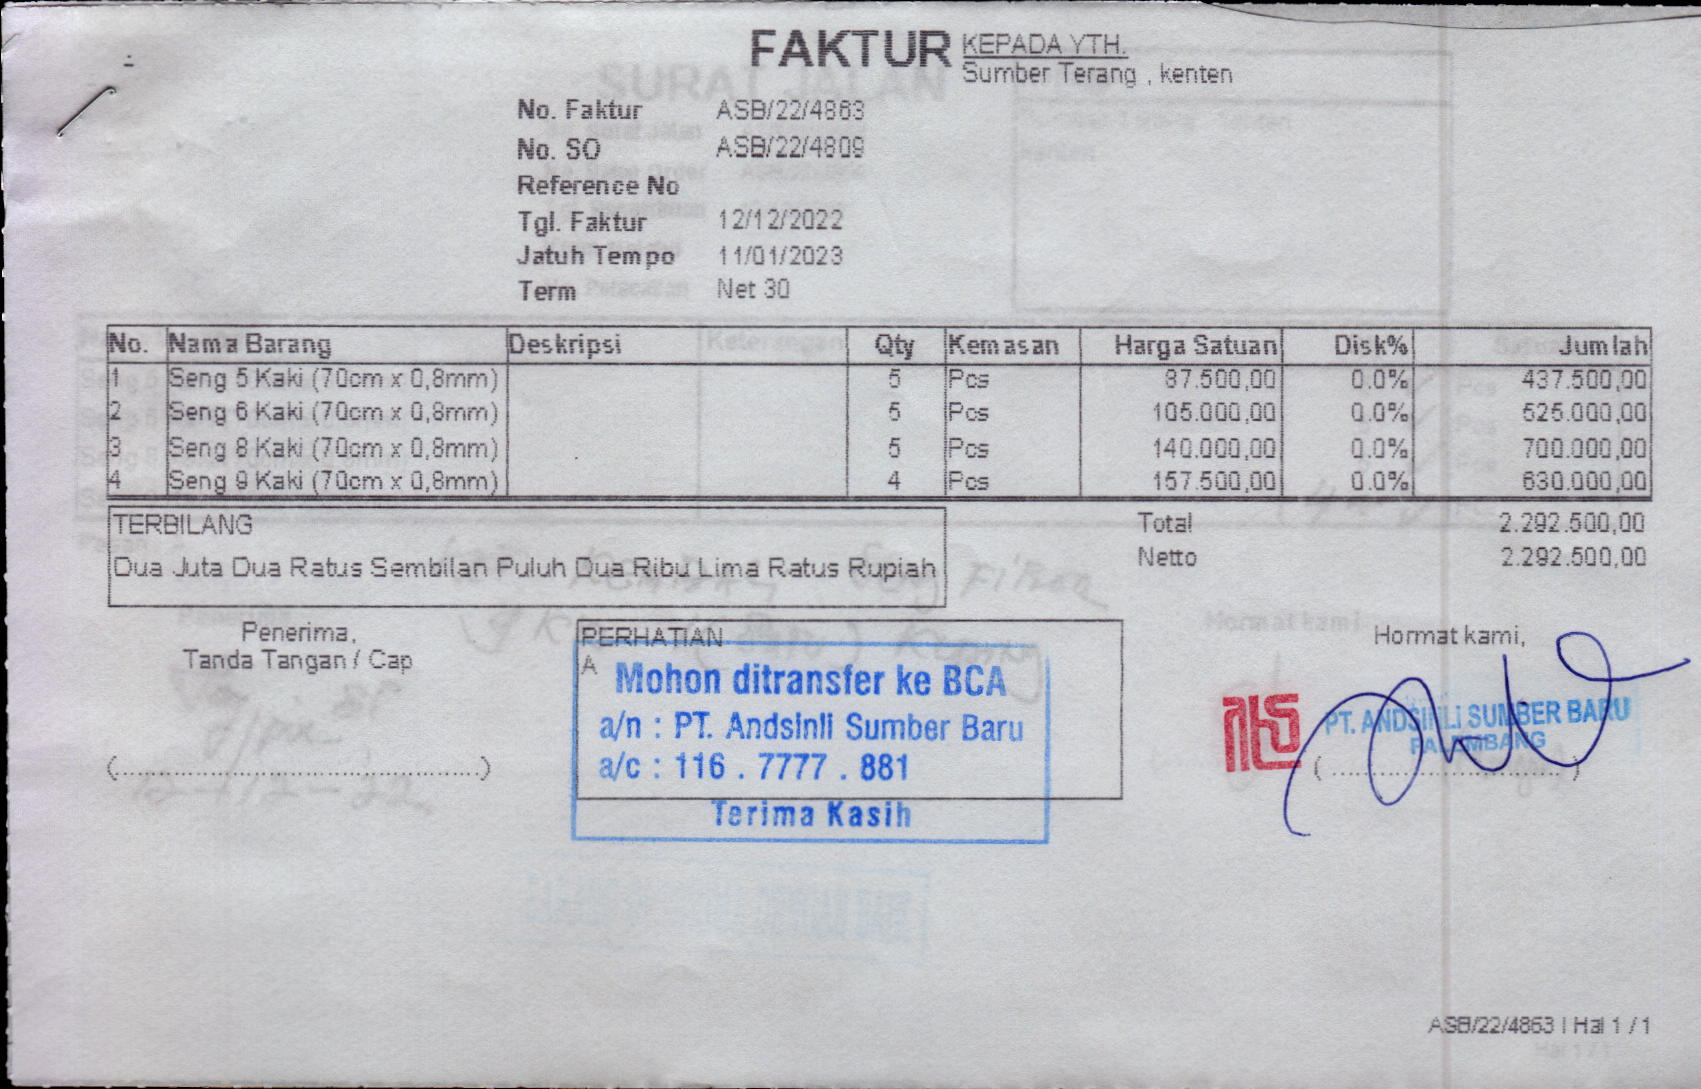 FAKTUR
KEPADA YTH.
Sumber Terang , kenten
No. Faktur ASB/22/4863
No. SO ASB/22/4809
Reference No
Tgl. Faktur 12/12/2022
Jatuh Tempo 11/01/2023
Term Net 30
No. Nama Barang Deskripsi Qty Kemasan Harga Satuan Disk% Jumlah
1 Seng 5 Kaki (70cm x 0,8mm) 5 Pcs 87.500,00 0.0% 437.500,00
2 Seng 6 Kaki (70cm x 0,8mm) 5 Pcs 105.000,00 0.0% 525.000,00
3 Seng 8 Kaki (70cm x 0,8mm) 5 Pcs 140.000,00 0.0% 700.000,00
4 Seng 9 Kaki (70cm x 0,8mm) 4 Pcs 157.500,00 0.0% 630.000,00
TERBILANG
Dua Juta Dua Ratus Sembilan Puluh Dua Ribu Lima Ratus Rupiah
Total 2.292.500,00
Netto 2.292.500,00
Penerima,
Tanda Tangan / Cap
(................................................)
PERHATIAN
A
Mohon ditransfer ke BCA
a/n : PT. Andsinli Sumber Baru
a/c : 116 . 7777 . 881
Terima Kasih
Hormat kami,
PT. ANDSINLI SUMBER BARU
PALEMBANG
( ................................ )
ASB/22/4863 | Hal 1 / 1